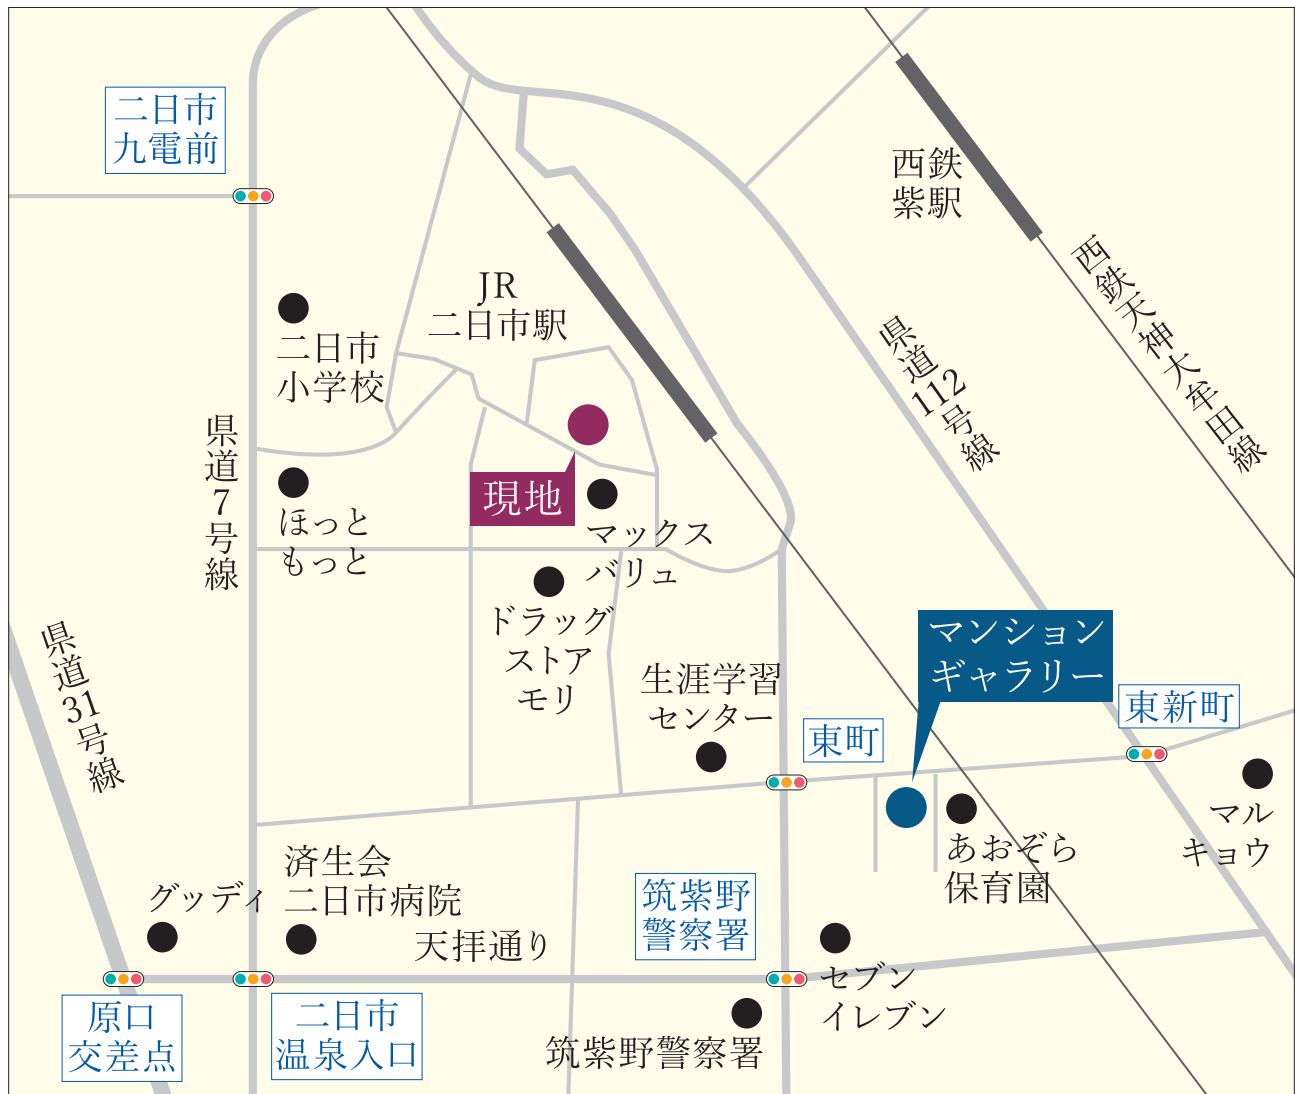 二日市
九電前
西鉄
紫駅
西鉄天神大牟田線
JR
二日市駅
県道112号線
二日市
小学校
県道7号線
ほっと
もっと
現地
マックス
バリュ
ドラッグ
ストア
モリ
県道31号線
生涯学習
センター
マンション
ギャラリー
東新町
東町
マル
キョウ
あおぞら
保育園
済生会
二日市病院
グッディ
天拝通り
筑紫野
警察署
セブン
イレブン
原口
交差点
二日市
温泉入口
筑紫野警察署